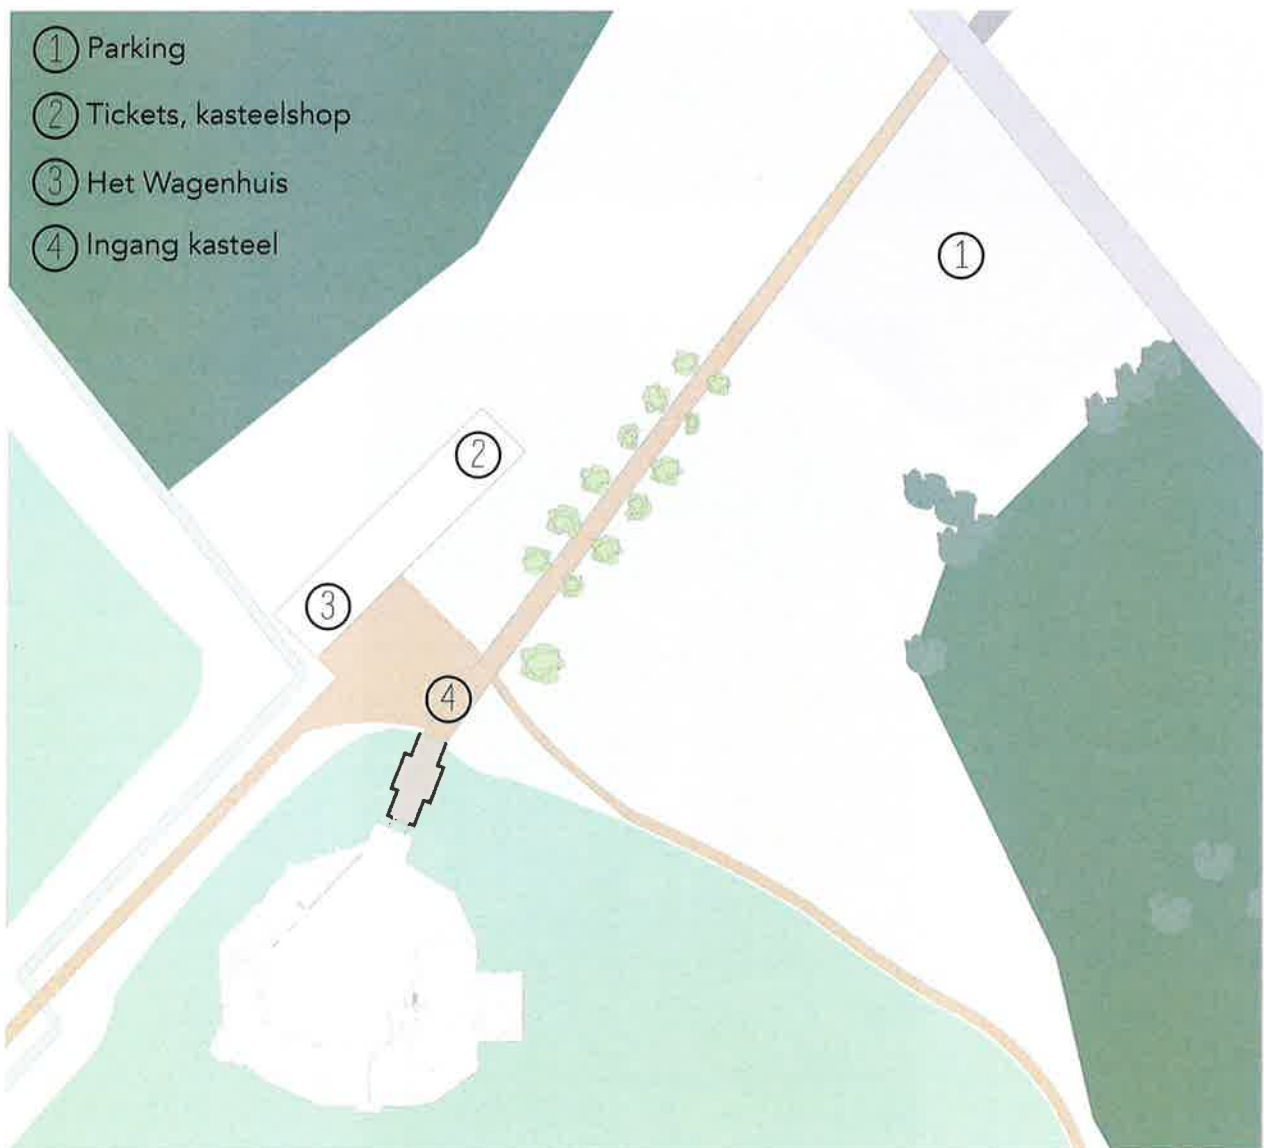 1 Parking
2 Tickets, kasteelshop
3 Het Wagenhuis
4 Ingang kasteel
1
2
3
4